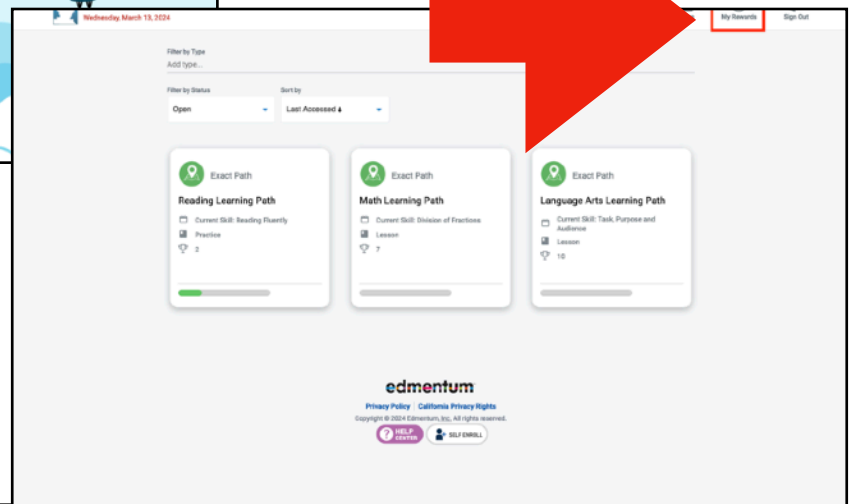 Wednesday, March 13, 2024
My Rewards
Sign Out
Filter by Type
Add type...
Filter by Status
Sort by
Open
Last Accessed ↓
Exact Path
Reading Learning Path
Current Skill: Reading Fluently
Practice
2
Exact Path
Math Learning Path
Current Skill: Division of Fractions
Lesson
7
Exact Path
Language Arts Learning Path
Current Skill: Task, Purpose and
Audience
Lesson
10
edmentum
Privacy Policy | California Privacy Rights
Copyright © 2024 Edmentum, Inc. All rights reserved.
HELP
CENTER
SELF ENROLL